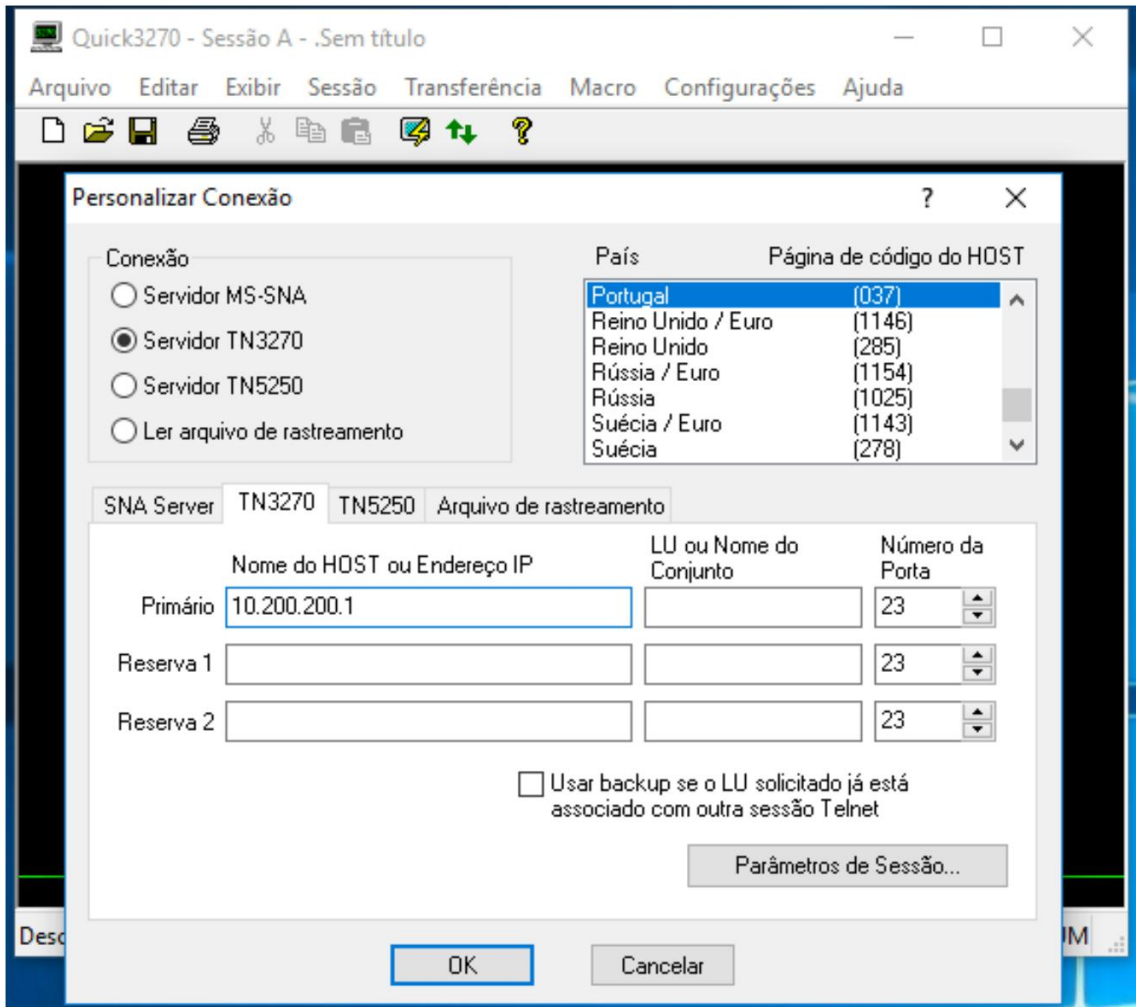 Quick3270 - Sessão A - .Sem título
Arquivo Editar Exibir Sessão Transferência Macro Configurações Ajuda
Personalizar Conexão
Conexão
Servidor MS-SNA
Servidor TN3270
Servidor TN5250
Ler arquivo de rastreamento
País Página de código do HOST
Portugal (037)
Reino Unido / Euro (1146)
Reino Unido (285)
Rússia / Euro (1154)
Rússia (1025)
Suécia / Euro (1143)
Suécia (278)
SNA Server TN3270 TN5250 Arquivo de rastreamento
Nome do HOST ou Endereço IP
LU ou Nome do
Conjunto
Número da
Porta
Primário 10.200.200.1 23
Reserva 1 23
Reserva 2 23
Usar backup se o LU solicitado já está
associado com outra sessão Telnet
Parâmetros de Sessão...
OK Cancelar